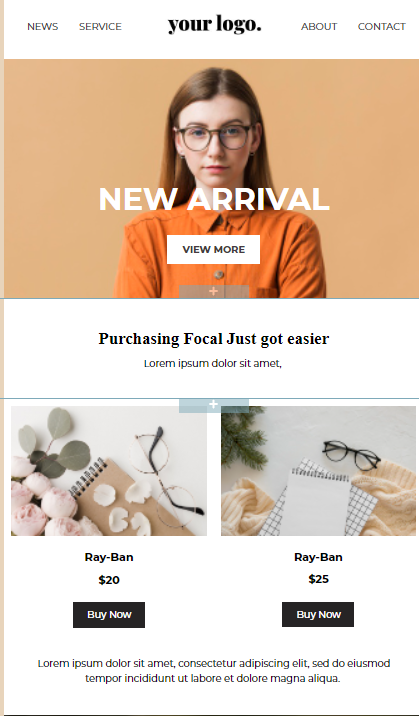 NEWS SERVICE your logo. ABOUT CONTACT
NEW ARRIVAL
VIEW MORE
Purchasing Focal Just got easier
Lorem ipsum dolor sit amet,
Ray-Ban Ray-Ban
$20 $25
Buy Now Buy Now
Lorem ipsum dolor sit amet, consectetur adipiscing elit, sed do eiusmod
tempor incididunt ut labore et dolore magna aliqua.